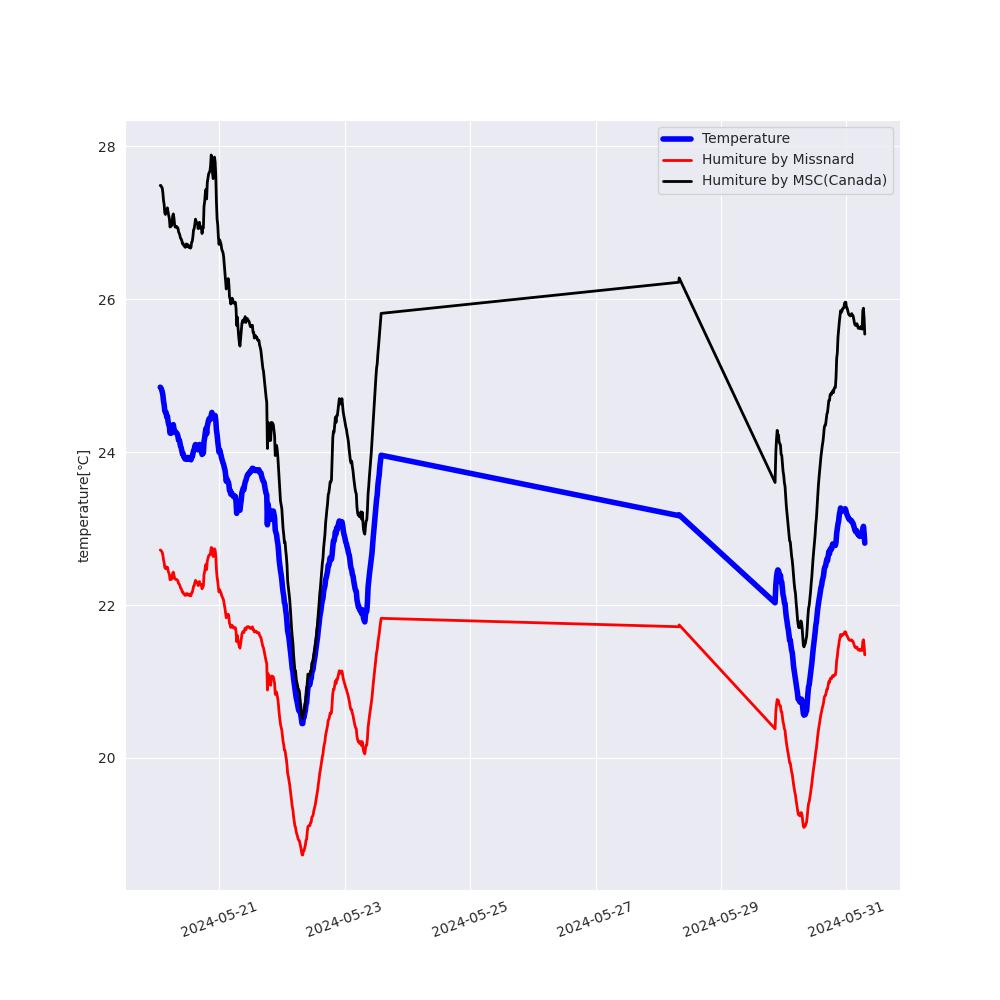 Temperature
Humiture by Missnard
Humiture by MSC(Canada)
temperature[℃]
28
26
24
22
20
2024-05-21
2024-05-23
2024-05-25
2024-05-27
2024-05-29
2024-05-31